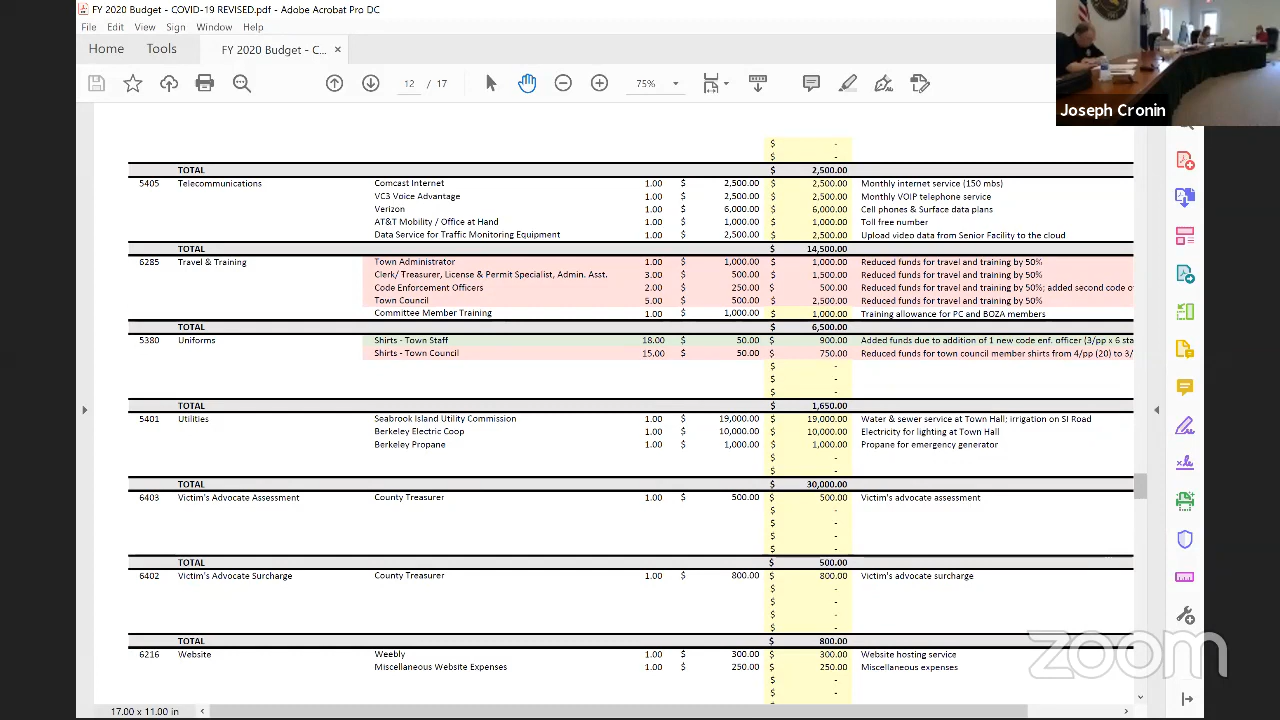 FY 2020 Budget - COVID-19 REVISED.pdf - Adobe Acrobat Pro DC
File Edit View Sign Window Help
Home Tools FY 2020 Budget - C... ×
12 / 17 75%
Joseph Cronin
$ -
$ -
TOTAL $ 2,500.00
5405 Telecommunications Comcast Internet 1.00 $ 2,500.00 $ 2,500.00 Monthly internet service (150 mbs)
VC3 Voice Advantage 1.00 $ 2,500.00 $ 2,500.00 Monthly VOIP telephone service
Verizon 1.00 $ 6,000.00 $ 6,000.00 Cell phones & Surface data plans
AT&T Mobility / Office at Hand 1.00 $ 1,000.00 $ 1,000.00 Toll free number
Data Service for Traffic Monitoring Equipment 1.00 $ 2,500.00 $ 2,500.00 Upload video data from Senior Facility to the cloud
TOTAL $ 14,500.00
6285 Travel & Training Town Administrator 1.00 $ 1,000.00 $ 1,000.00 Reduced funds for travel and training by 50%
Clerk/ Treasurer, License & Permit Specialist, Admin. Asst. 3.00 $ 500.00 $ 1,500.00 Reduced funds for travel and training by 50%
Code Enforcement Officers 2.00 $ 250.00 $ 500.00 Reduced funds for travel and training by 50%; added second code o
Town Council 5.00 $ 500.00 $ 2,500.00 Reduced funds for travel and training by 50%
Committee Member Training 1.00 $ 1,000.00 $ 1,000.00 Training allowance for PC and BOZA members
TOTAL $ 6,500.00
5380 Uniforms Shirts - Town Staff 18.00 $ 50.00 $ 900.00 Added funds due to addition of 1 new code enf. officer (3/pp x 6 sta
Shirts - Town Council 15.00 $ 50.00 $ 750.00 Reduced funds for town council member shirts from 4/pp (20) to 3/
$ -
$ -
$ -
TOTAL $ 1,650.00
5401 Utilities Seabrook Island Utility Commission 1.00 $ 19,000.00 $ 19,000.00 Water & sewer service at Town Hall; irrigation on SI Road
Berkeley Electric Coop 1.00 $ 10,000.00 $ 10,000.00 Electricity for lighting at Town Hall
Berkeley Propane 1.00 $ 1,000.00 $ 1,000.00 Propane for emergency generator
$ -
$ -
TOTAL $ 30,000.00
6403 Victim's Advocate Assessment County Treasurer 1.00 $ 500.00 $ 500.00 Victim's advocate assessment
$ -
$ -
$ -
$ -
TOTAL $ 500.00
6402 Victim's Advocate Surcharge County Treasurer 1.00 $ 800.00 $ 800.00 Victim's advocate surcharge
$ -
$ -
$ -
$ -
TOTAL $ 800.00
6216 Website Weebly 1.00 $ 300.00 $ 300.00 Website hosting service
Miscellaneous Website Expenses 1.00 $ 250.00 $ 250.00 Miscellaneous expenses
$ -
$ -
zoom
17.00 x 11.00 in